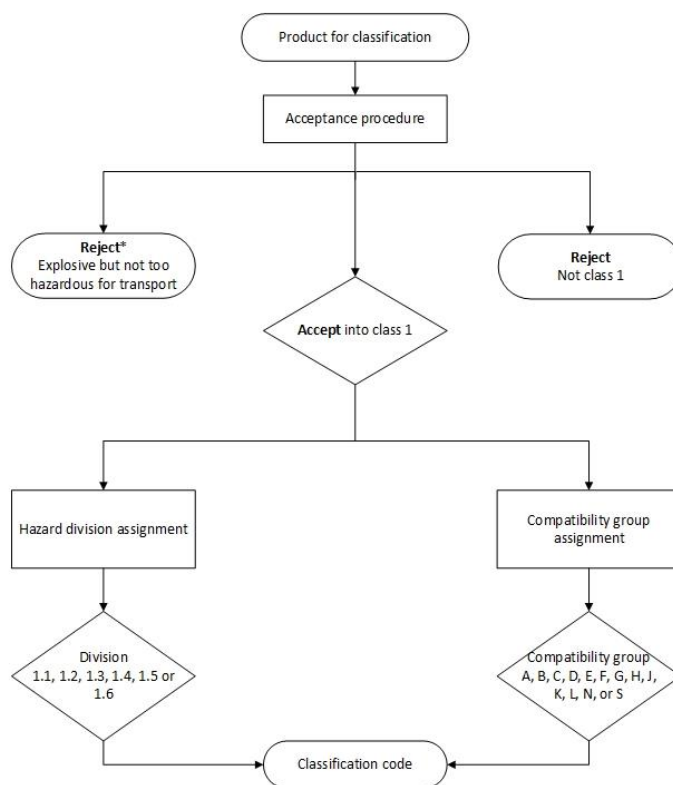 Product for classification
Acceptance procedure
Reject*
Explosive but not too
hazardous for transport
Reject
Not class 1
Accept into class 1
Hazard division assignment
Compatibility group
assignment
Division
1.1, 1.2, 1.3, 1.4, 1.5 or
1.6
Compatibility group
A, B, C, D, E, F, G, H, J,
K, L, N, or S
Classification code